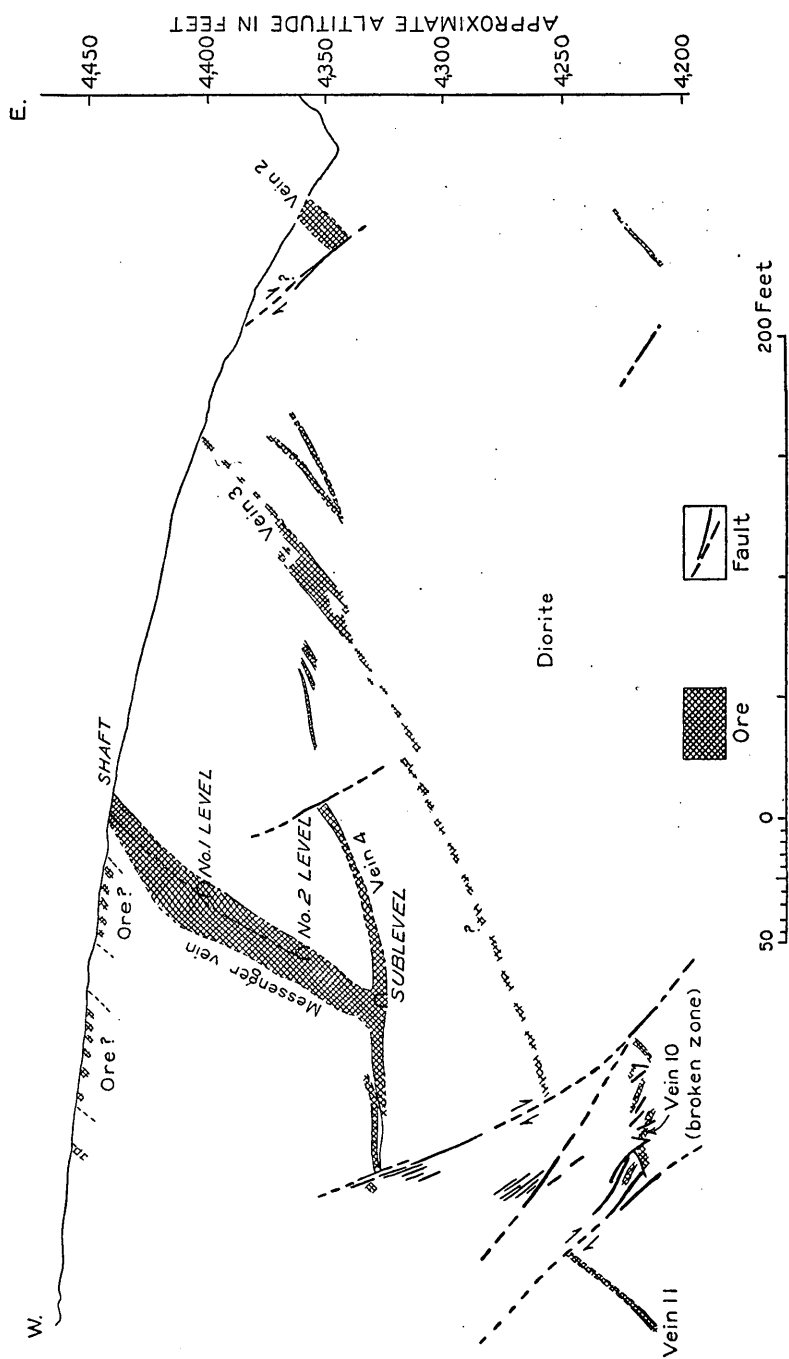 W.
E.
APPROXIMATE ALTITUDE IN FEET
4,450
4,400
4,350
4,300
4,250
4,200
SHAFT
Ore?
Ore?
No.1 LEVEL
No. 2 LEVEL
SUBLEVEL
Messenger vein
Vein 4
Vein 3
Vein 2
?
?
Diorite
Vein 10
(broken zone)
Vein 11
Ore
Fault
50
0
200 Feet